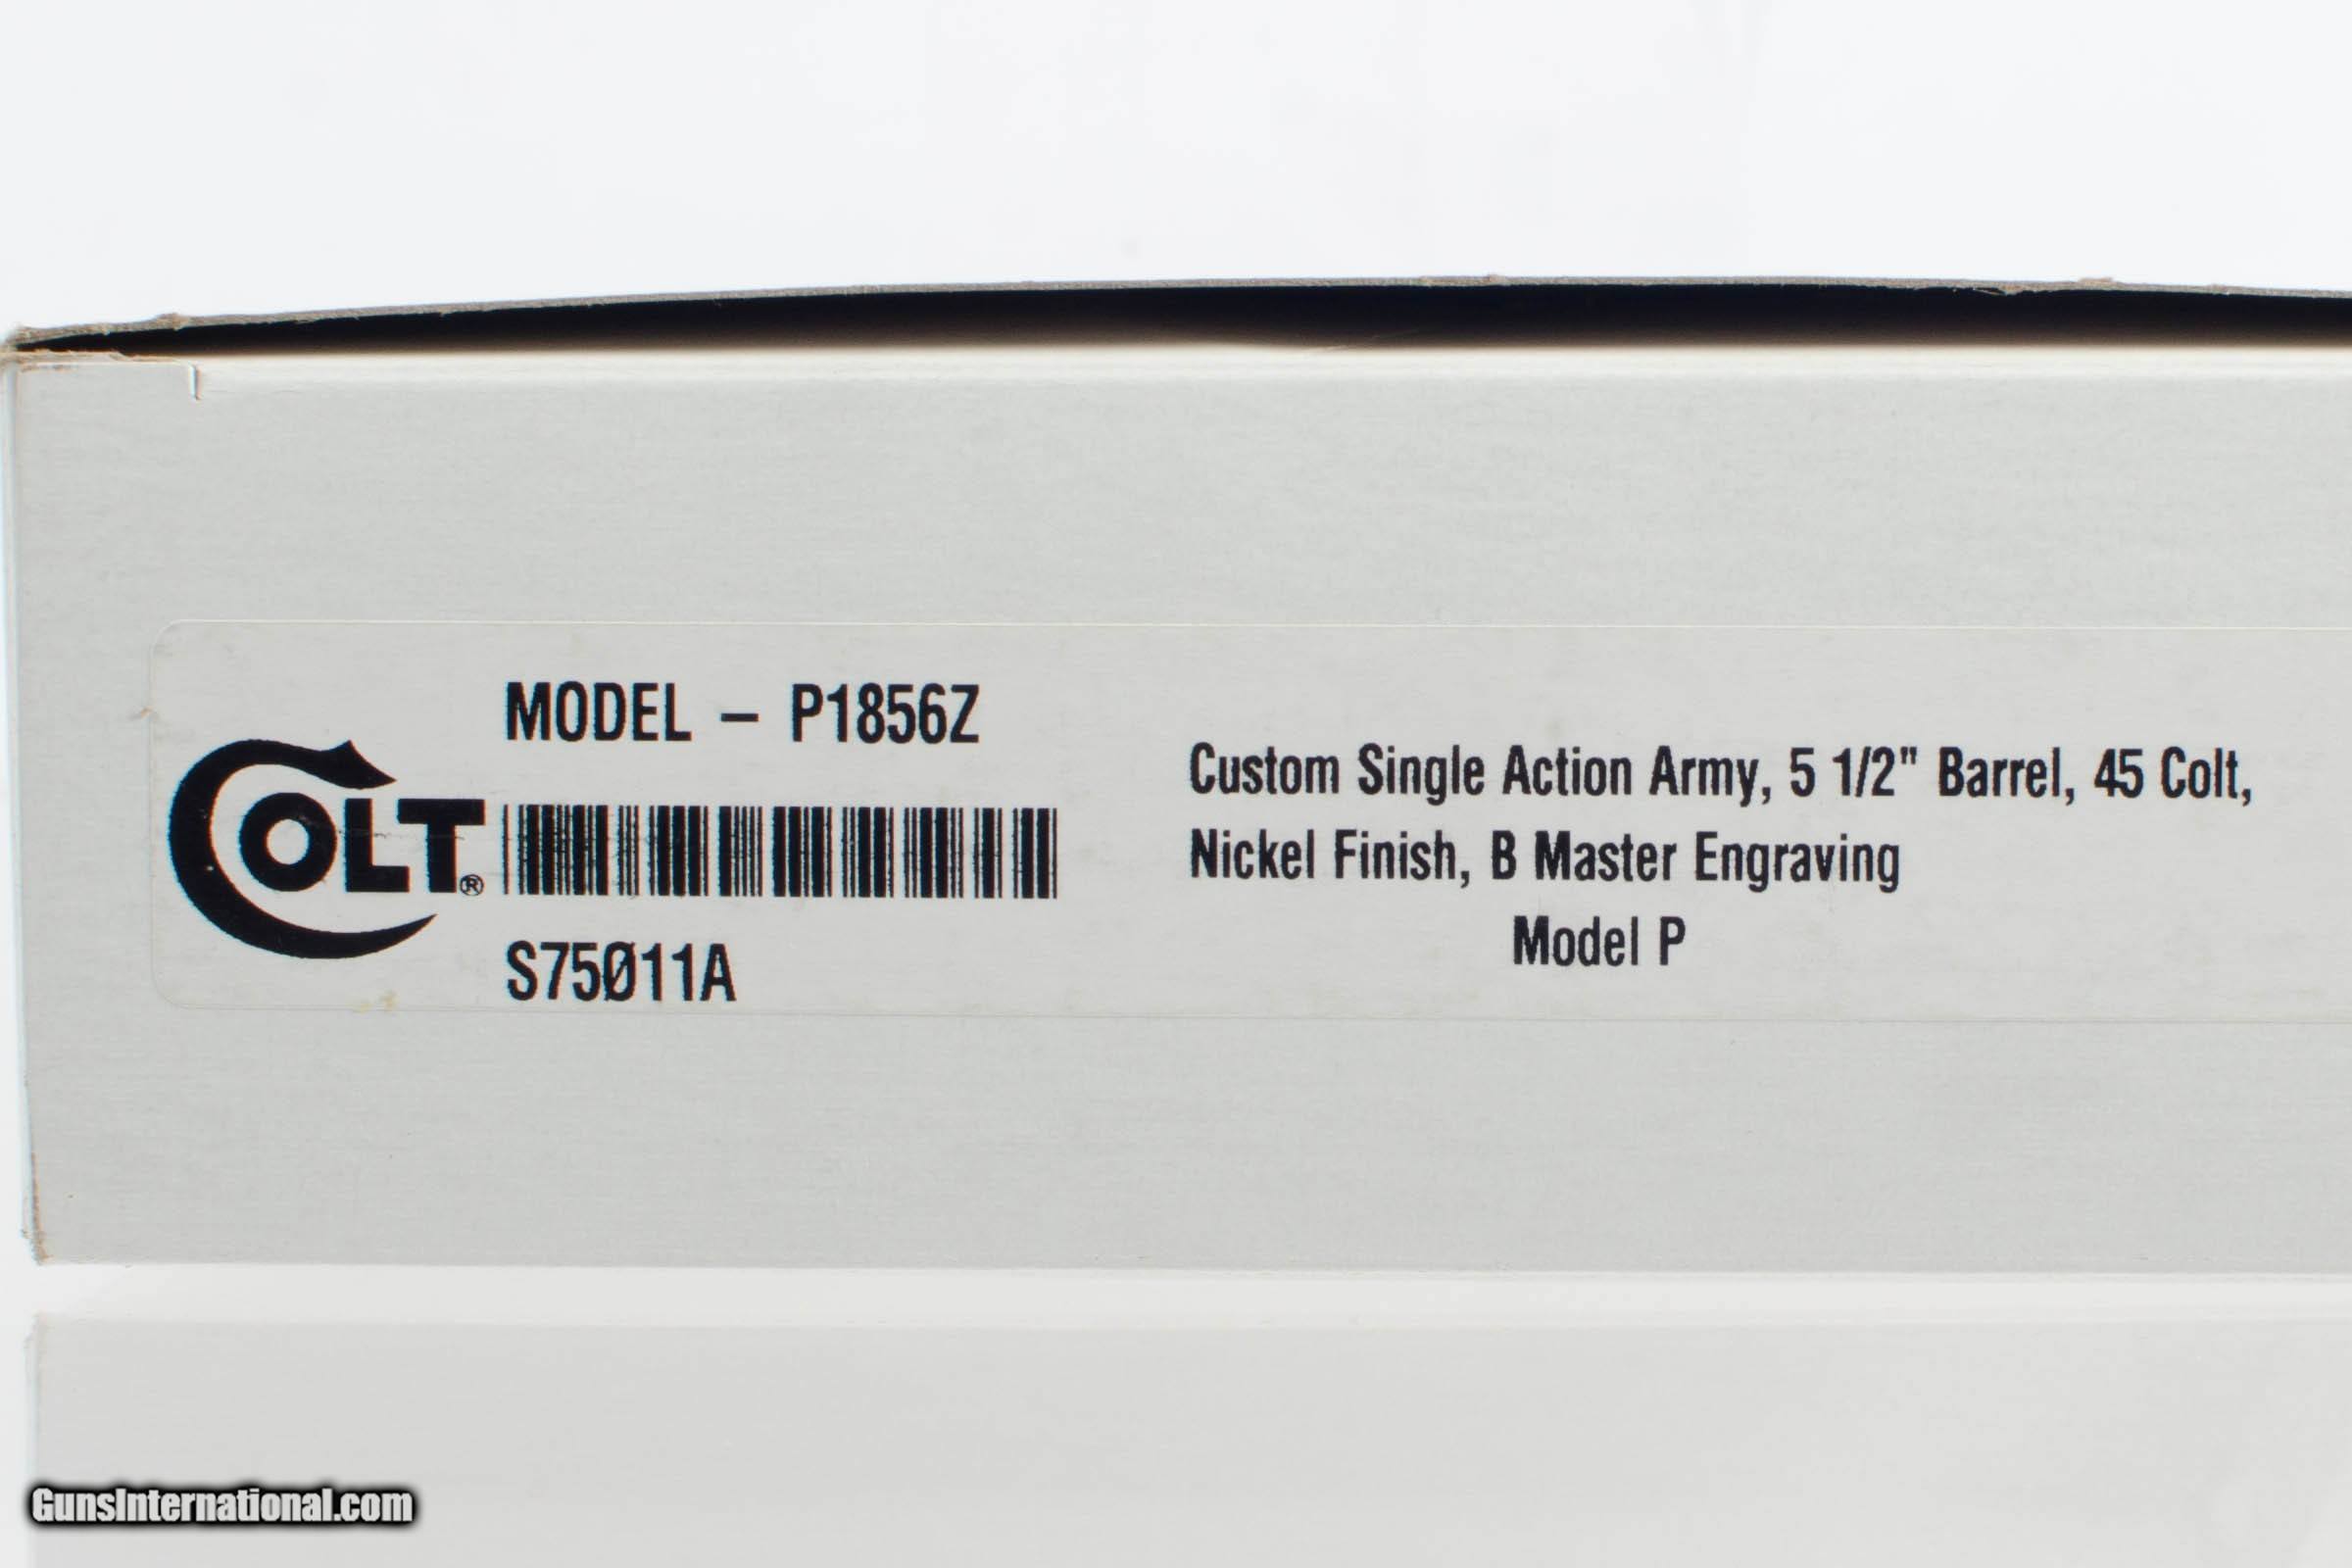 MODEL – P1856Z
COLT®
S75Ø11A
Custom Single Action Army, 5 1/2" Barrel, 45 Colt,
Nickel Finish, B Master Engraving
Model P
GunsInternational.com